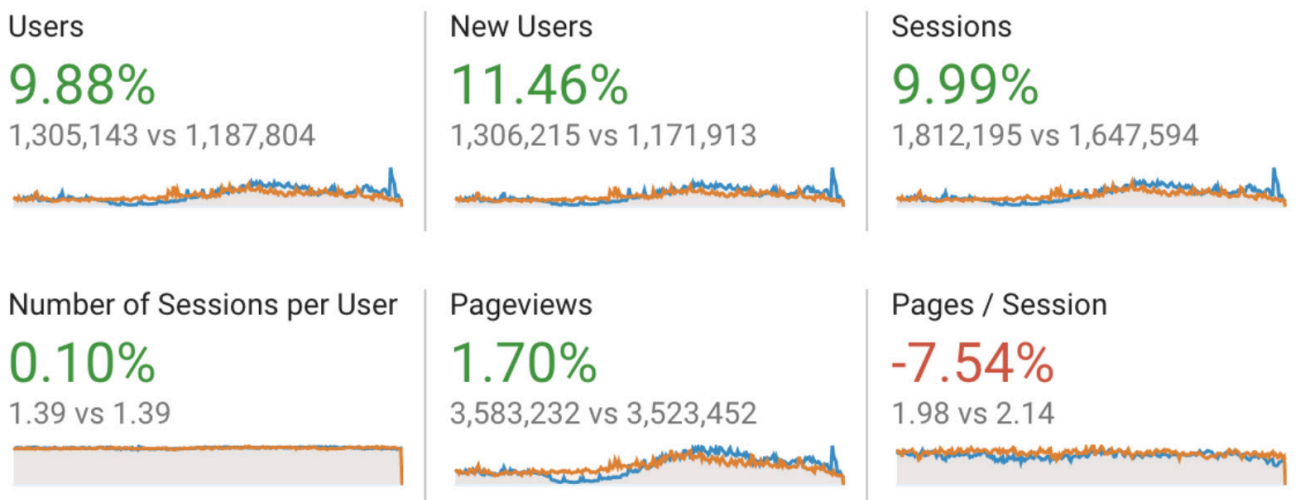 Users
9.88%
1,305,143 vs 1,187,804
New Users
11.46%
1,306,215 vs 1,171,913
Sessions
9.99%
1,812,195 vs 1,647,594
Number of Sessions per User
0.10%
1.39 vs 1.39
Pageviews
1.70%
3,583,232 vs 3,523,452
Pages / Session
-7.54%
1.98 vs 2.14